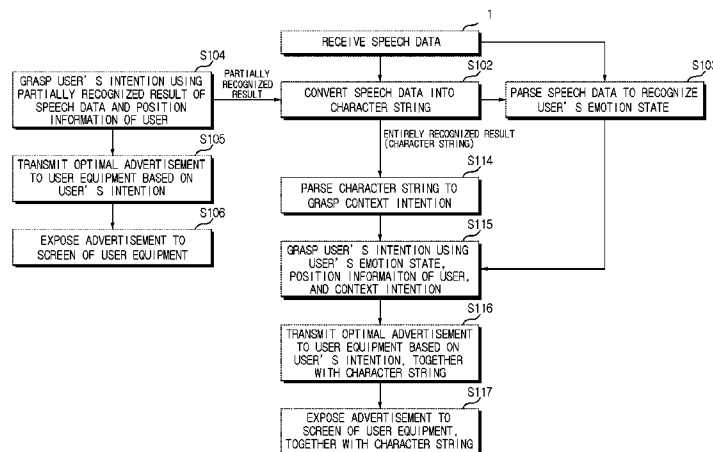 1
RECEIVE SPEECH DATA
S104
GRASP USER'S INTENTION USING
PARTIALLY RECOGNIZED RESULT
OF SPEECH DATA AND POSITION
INFORMATION OF USER
PARTIALLY
RECOGNIZED
RESULT
S102
CONVERT SPEECH DATA INTO
CHARACTER STRING
S103
PARSE SPEECH DATA TO RECOGNIZE
USER'S EMOTION STATE
ENTIRELY RECOGNIZED RESULT
(CHARACTER STRING)
S105
TRANSMIT OPTIMAL ADVERTISEMENT
TO USER EQUIPMENT BASED ON
USER'S INTENTION
S114
PARSE CHARACTER STRING TO
GRASP CONTEXT INTENTION
S106
EXPOSE ADVERTISEMENT TO
SCREEN OF USER EQUIPMENT
S115
GRASP USER'S INTENTION USING
USER'S EMOTION STATE,
POSITION INFORMAITON OF USER,
AND CONTEXT INTENTION
S116
TRANSMIT OPTIMAL ADVERTISEMENT
TO USER EQUIPMENT BASED ON
USER'S INTENTION, TOGETHER
WITH CHARACTER STRING
S117
EXPOSE ADVERTISEMENT TO
SCREEN OF USER EQUIPMENT,
TOGETHER WITH CHARACTER STRING